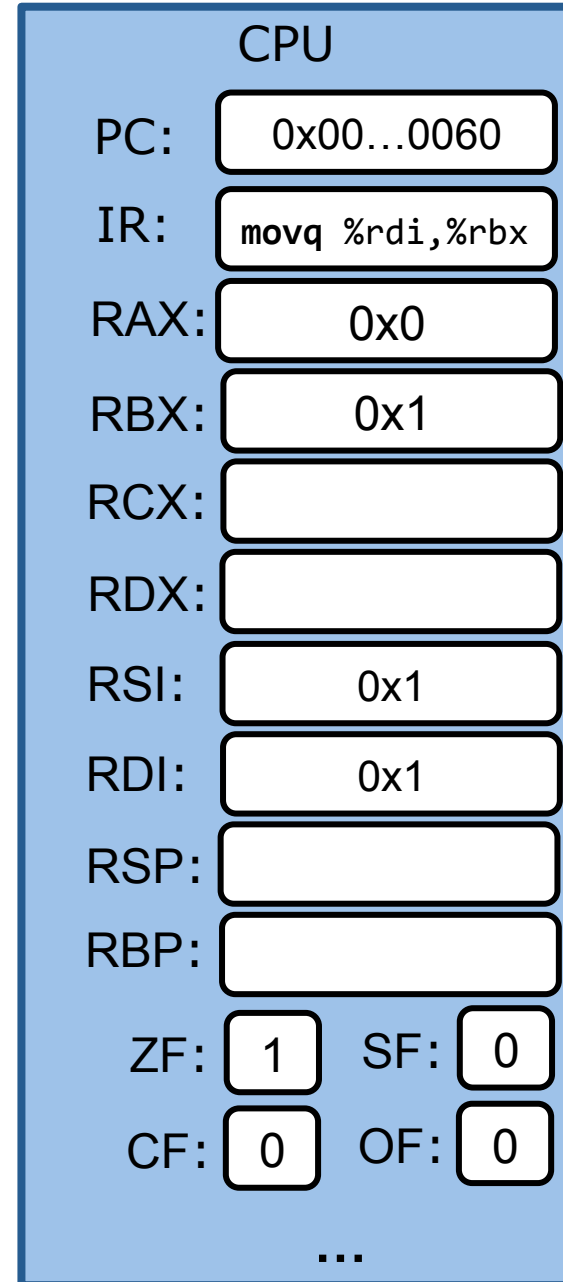 CPU
PC: 0x00...0060
IR: movq %rdi,%rbx
RAX: 0x0
RBX: 0x1
RCX:
RDX:
RSI: 0x1
RDI: 0x1
RSP:
RBP:
ZF: 1 SF: 0
CF: 0 OF: 0
...